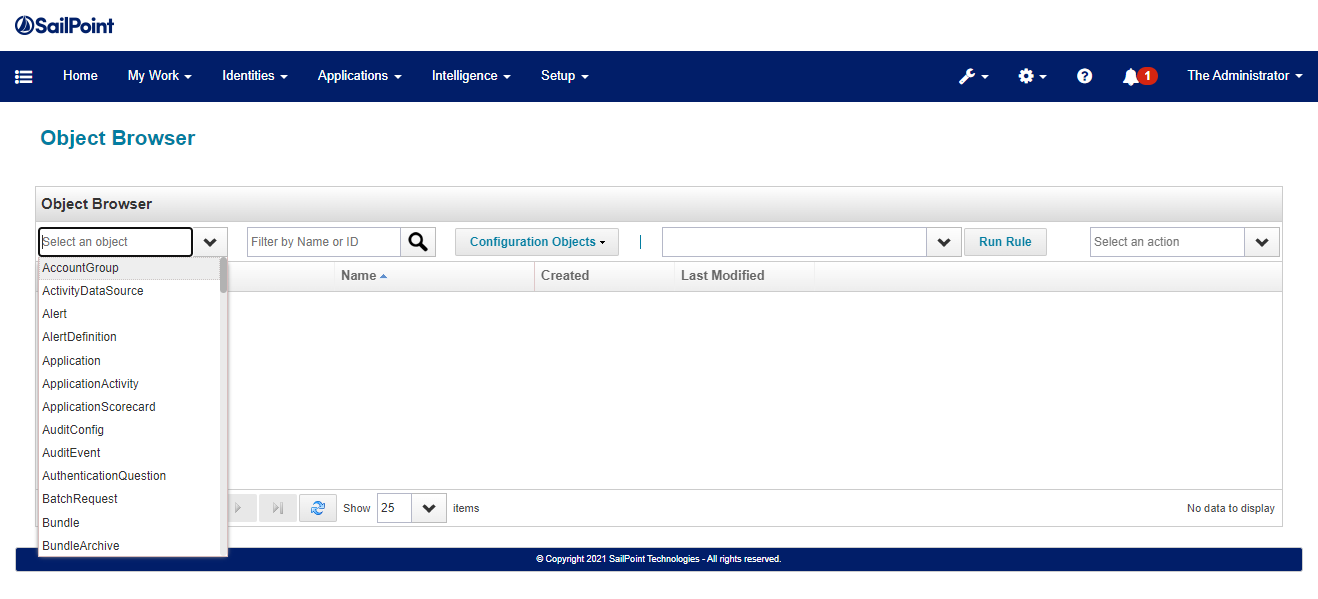 SailPoint
Home My Work Identities Applications Intelligence Setup 1 The Administrator
Object Browser
Object Browser
Select an object Filter by Name or ID Configuration Objects Run Rule Select an action
Name Created Last Modified
AccountGroup
ActivityDataSource
Alert
AlertDefinition
Application
ApplicationActivity
ApplicationScorecard
AuditConfig
AuditEvent
AuthenticationQuestion
BatchRequest
Bundle
BundleArchive
Show 25 items No data to display
© Copyright 2021 SailPoint Technologies - All rights reserved.